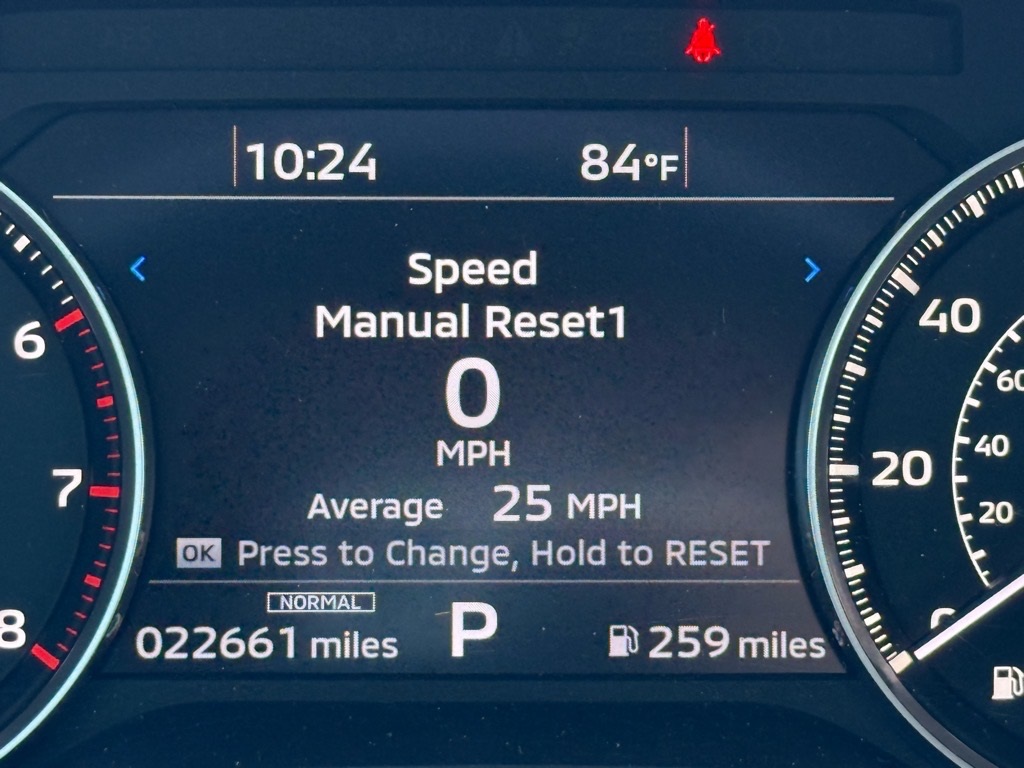 10:24 84°F
Speed
Manual Reset1
0
MPH
Average 25 MPH
OK Press to Change, Hold to RESET
NORMAL
022661 miles P 259 miles
6
7
8
40
20
0
60
40
20